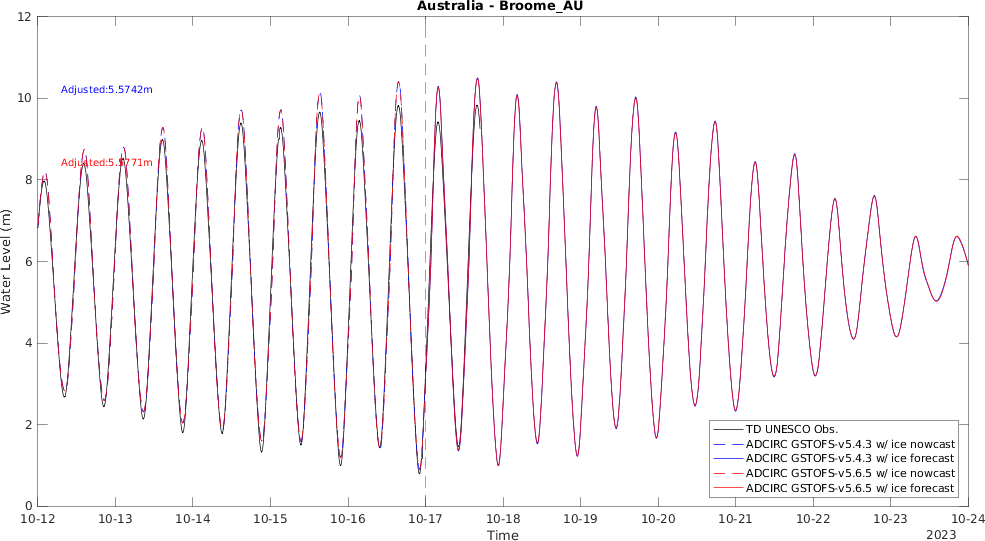 Australia - Broome_AU
12
10
8
6
4
2
0
Water Level (m)
Adjusted:5.5742m
Adjusted:5.5771m
TD UNESCO Obs.
ADCIRC GSTOFS-v5.4.3 w/ ice nowcast
ADCIRC GSTOFS-v5.4.3 w/ ice forecast
ADCIRC GSTOFS-v5.6.5 w/ ice nowcast
ADCIRC GSTOFS-v5.6.5 w/ ice forecast
10-12 10-13 10-14 10-15 10-16 10-17 10-18 10-19 10-20 10-21 10-22 10-23 10-24
Time
2023